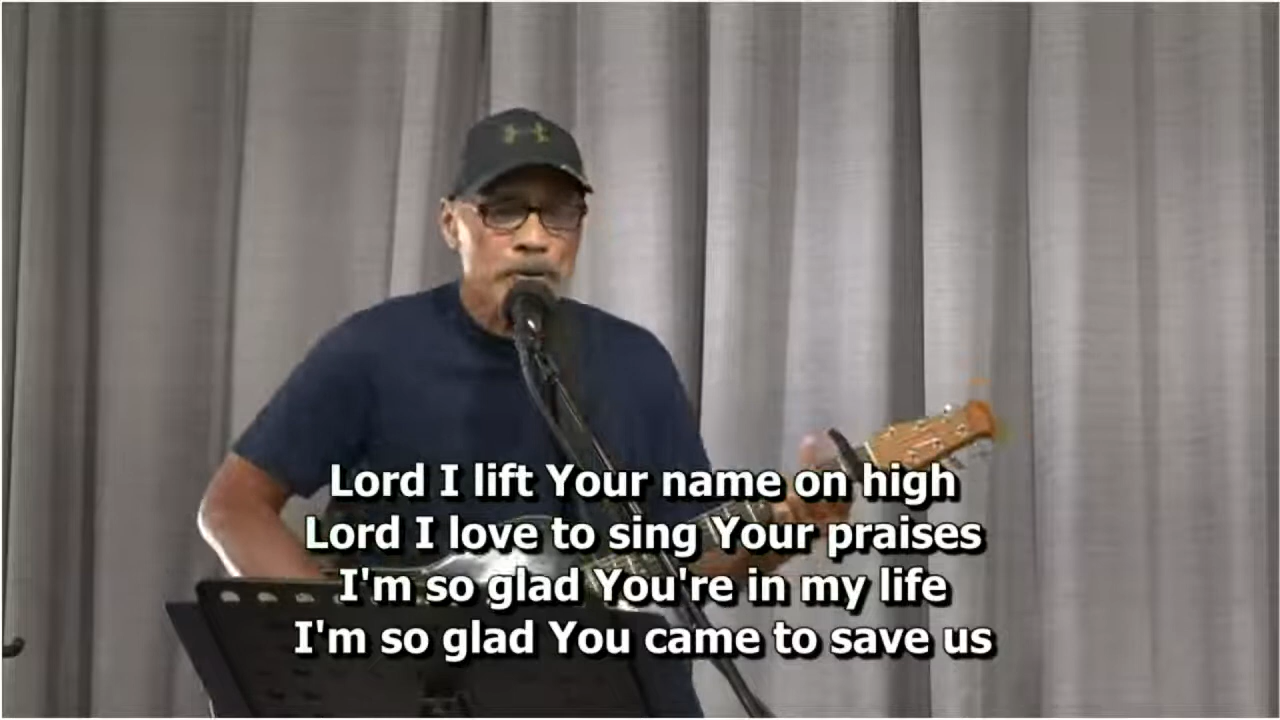 Lord I lift Your name on high
Lord I love to sing Your praises
I'm so glad You're in my life
I'm so glad You came to save us